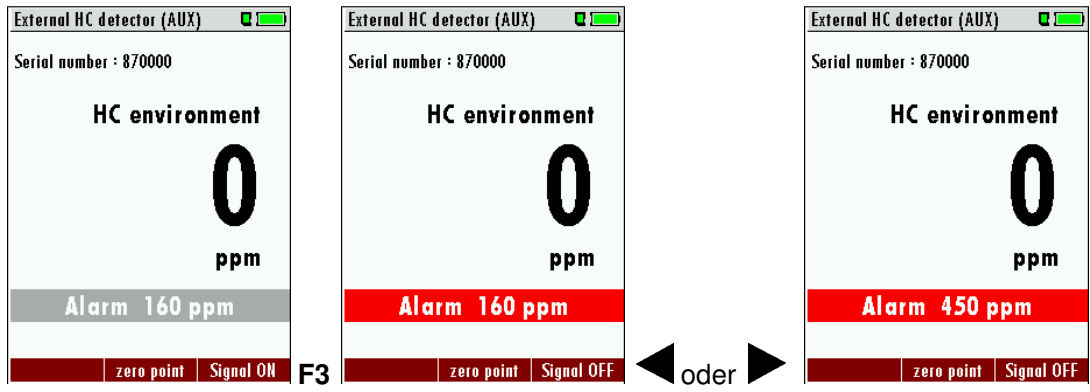 External HC detector (AUX)
Serial number : 870000
HC environment
0
ppm
Alarm 160 ppm
zero point Signal ON
F3
External HC detector (AUX)
Serial number : 870000
HC environment
0
ppm
Alarm 160 ppm
zero point Signal OFF
oder
External HC detector (AUX)
Serial number : 870000
HC environment
0
ppm
Alarm 450 ppm
zero point Signal OFF